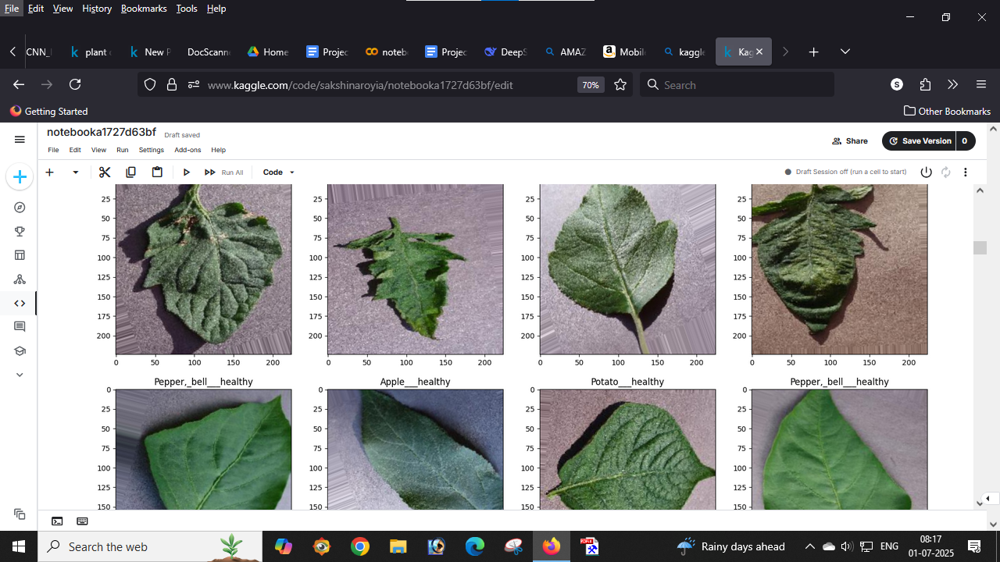 File Edit View History Bookmarks Tools Help
CNN_
plant
New P
DocScann
Home
Projec
noteb
Projec
DeepS
AMAZ
Mobil
kaggle
Kag
www.kaggle.com/code/sakshinaroyia/notebooka1727d63bf/edit
70%
Search
S
Getting Started
Other Bookmarks
notebooka1727d63bf Draft saved
File Edit View Run Settings Add-ons Help
Share
Save Version 0
Run All
Code
Draft Session off (run a cell to start)
25 25 25 25
50 50 50 50
75 75 75 75
100 100 100 100
125 125 125 125
150 150 150 150
175 175 175 175
200 200 200 200
0 50 100 150 200 0 50 100 150 200 0 50 100 150 200 0 50 100 150 200
Pepper,_bell___healthy Apple___healthy Potato___healthy Pepper,_bell___healthy
0 0 0 0
25 25 25 25
50 50 50 50
75 75 75 75
100 100 100 100
125 125 125 125
150 150 150 150
Search the web
Rainy days ahead
ENG
08:17
01-07-2025